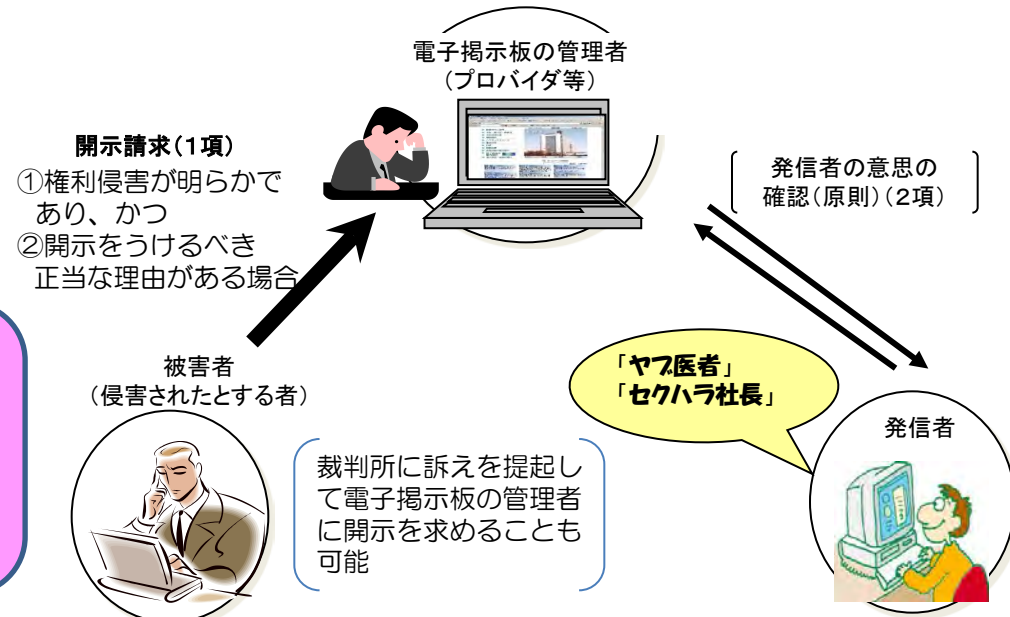 電子掲示板の管理者
（プロバイダ等）
開示請求（１項）
①権利侵害が明らかで
あり、かつ
②開示をうけるべき
正当な理由がある場合
発信者の意思の
確認（原則）（２項）
被害者
（侵害されたとする者）
裁判所に訴えを提起し
て電子掲示板の管理者
に開示を求めることも
可能
「ヤブ医者」
「セクハラ社長」
発信者